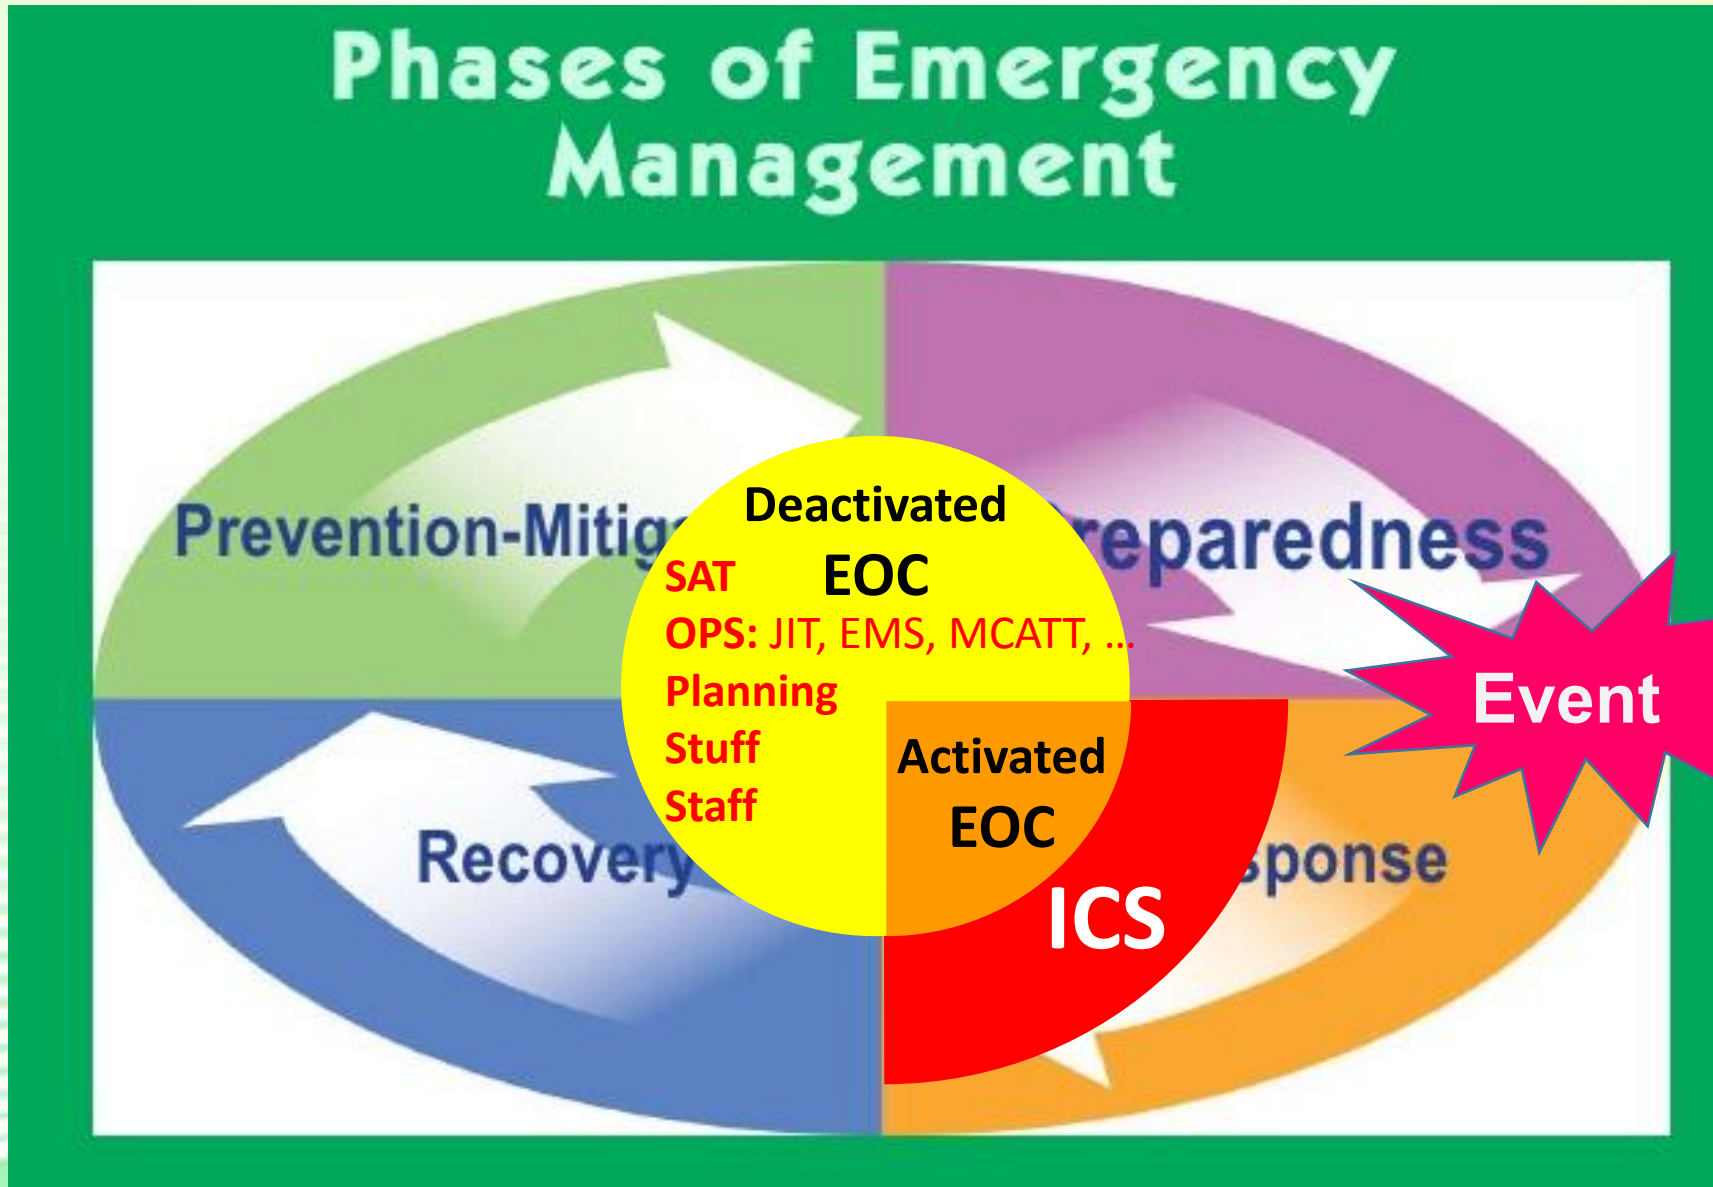 Phases of Emergency
Management
Prevention-Mitig
reparedness
Deactivated
EOC
SAT
OPS: JIT, EMS, MCATT, ...
Planning
Stuff
Staff
Activated
EOC
Event
Recovery
sponse
ICS